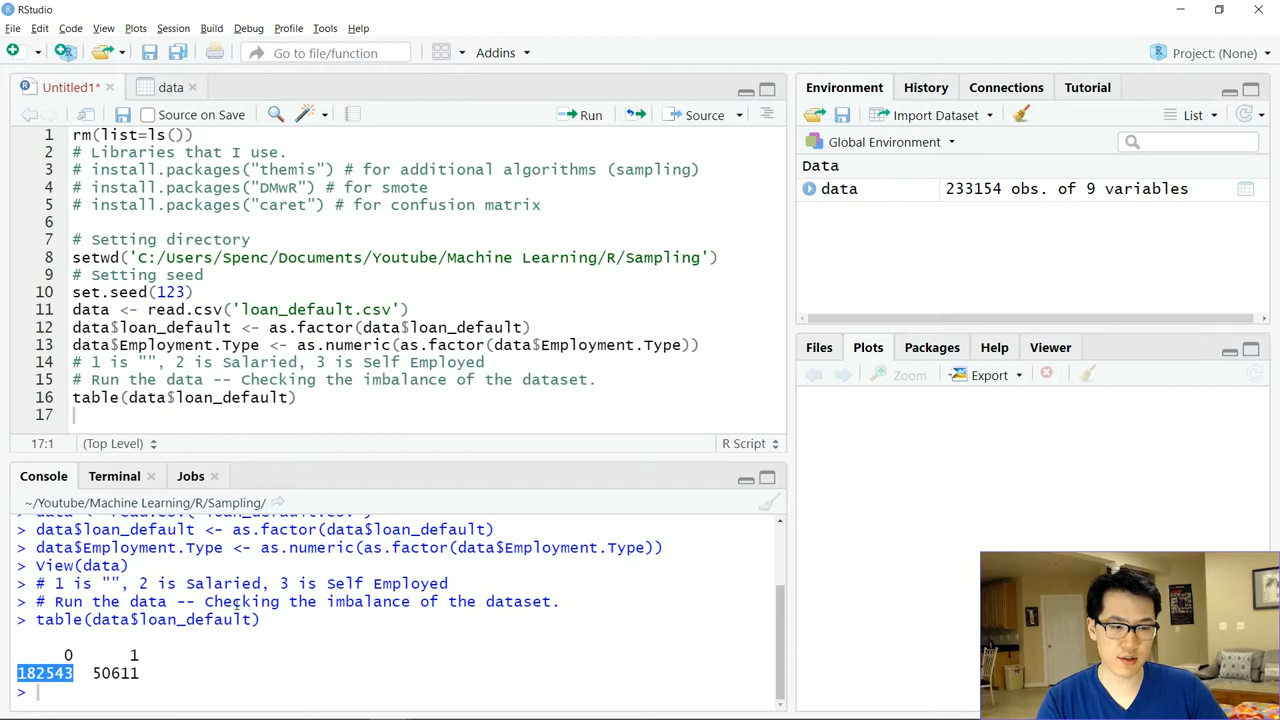 RStudio
File Edit Code View Plots Session Build Debug Profile Tools Help
Go to file/function Addins Project: (None)
Untitled1* data
Source on Save Run Source
1 rm(list=ls())
2 # Libraries that I use.
3 # install.packages("themis") # for additional algorithms (sampling)
4 # install.packages("DMwR") # for smote
5 # install.packages("caret") # for confusion matrix
6
7 # Setting directory
8 setwd('C:/Users/Spenc/Documents/Youtube/Machine Learning/R/Sampling')
9 # Setting seed
10 set.seed(123)
11 data <- read.csv('loan_default.csv')
12 data$loan_default <- as.factor(data$loan_default)
13 data$Employment.Type <- as.numeric(as.factor(data$Employment.Type))
14 # 1 is "", 2 is Salaried, 3 is Self Employed
15 # Run the data -- Checking the imbalance of the dataset.
16 table(data$loan_default)
17
17:1 (Top Level) R Script
Console Terminal Jobs
~/Youtube/Machine Learning/R/Sampling/
> data$loan_default <- as.factor(data$loan_default)
> data$Employment.Type <- as.numeric(as.factor(data$Employment.Type))
> View(data)
> # 1 is "", 2 is Salaried, 3 is Self Employed
> # Run the data -- Checking the imbalance of the dataset.
> table(data$loan_default)
0 1
182543 50611
>
Environment History Connections Tutorial
Import Dataset List
Global Environment
Data
data 233154 obs. of 9 variables
Files Plots Packages Help Viewer
Zoom Export